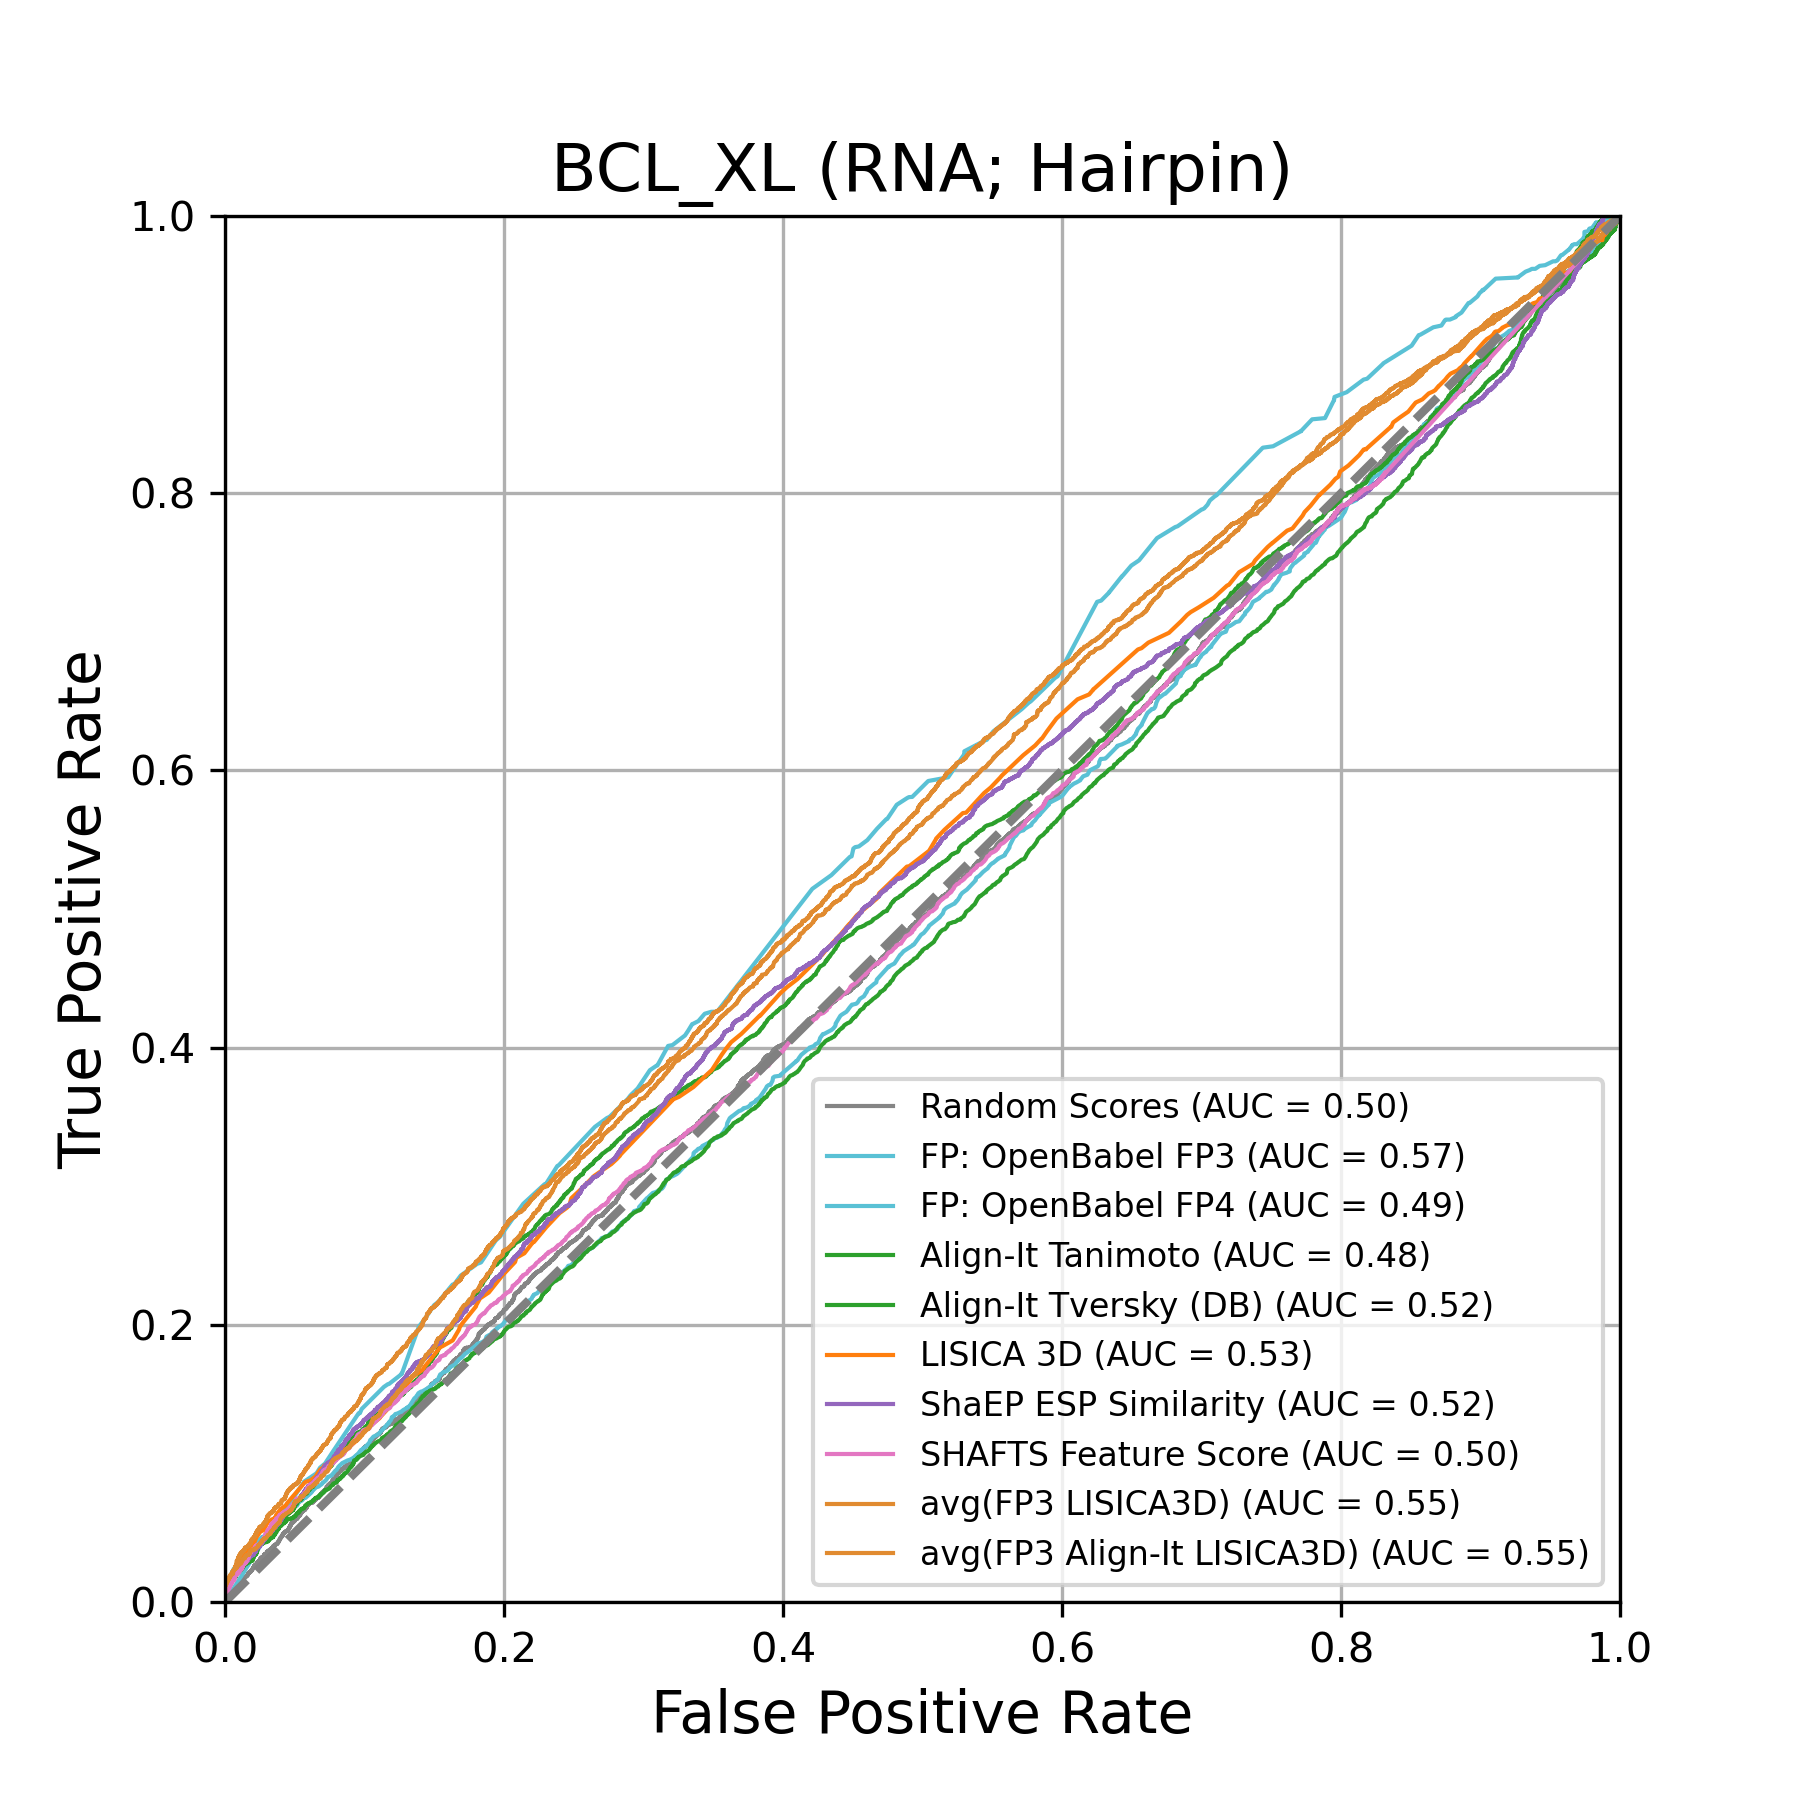 BCL_XL (RNA; Hairpin)
1.0
0.8
0.6
0.4
0.2
0.0
True Positive Rate
Random Scores (AUC = 0.50)
FP: OpenBabel FP3 (AUC = 0.57)
FP: OpenBabel FP4 (AUC = 0.49)
Align-It Tanimoto (AUC = 0.48)
Align-It Tversky (DB) (AUC = 0.52)
LISICA 3D (AUC = 0.53)
ShaEP ESP Similarity (AUC = 0.52)
SHAFTS Feature Score (AUC = 0.50)
avg(FP3 LISICA3D) (AUC = 0.55)
avg(FP3 Align-It LISICA3D) (AUC = 0.55)
0.0 0.2 0.4 0.6 0.8 1.0
False Positive Rate